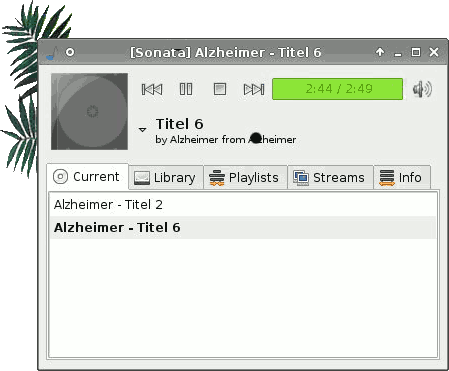 [Sonata] Alzheimer - Titel 6
2:44 / 2:49
Titel 6
by Alzheimer from Alzheimer
Current Library Playlists Streams Info
Alzheimer - Titel 2
Alzheimer - Titel 6